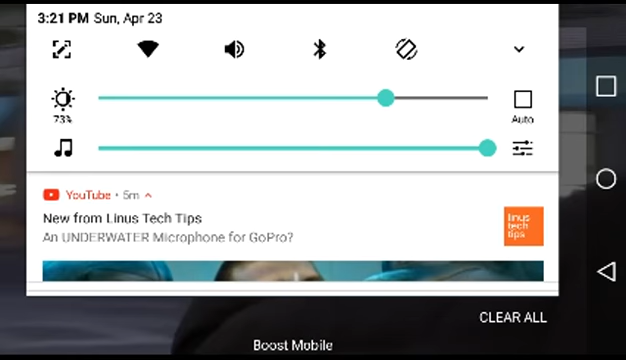 3:21 PM Sun, Apr 23
73%
Auto
YouTube • 5m
New from Linus Tech Tips
An UNDERWATER Microphone for GoPro?
linus
tech
tips
CLEAR ALL
Boost Mobile